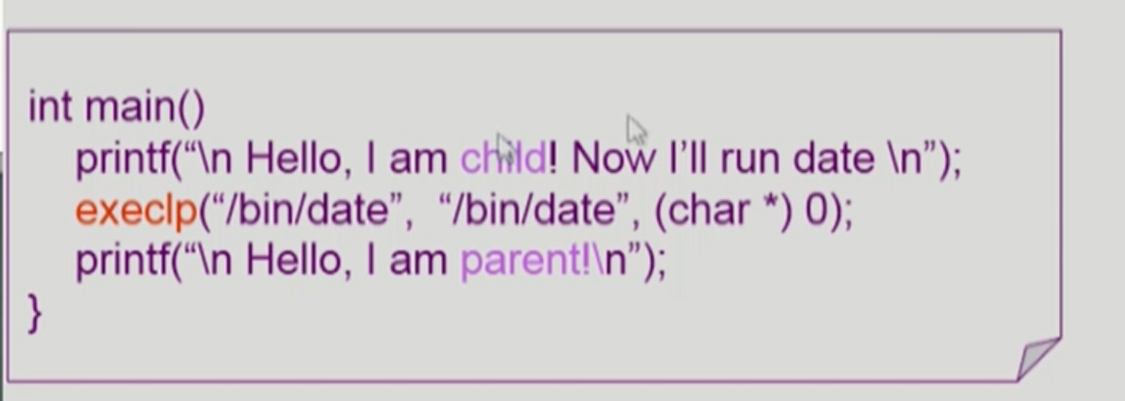 int main()
printf(“\n Hello, I am child! Now I’ll run date \n”);
execlp(“/bin/date”, “/bin/date”, (char *) 0);
printf(“\n Hello, I am parent!\n”);
}